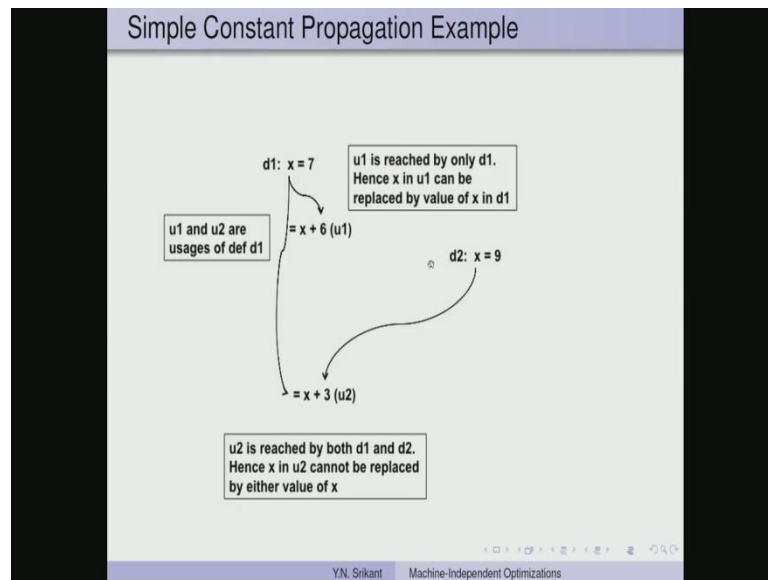 Simple Constant Propagation Example
d1: x = 7
u1 is reached by only d1.
Hence x in u1 can be
replaced by value of x in d1
u1 and u2 are
usages of def d1
= x + 6 (u1)
d2: x = 9
= x + 3 (u2)
u2 is reached by both d1 and d2.
Hence x in u2 cannot be replaced
by either value of x
Y.N. Srikant Machine-Independent Optimizations